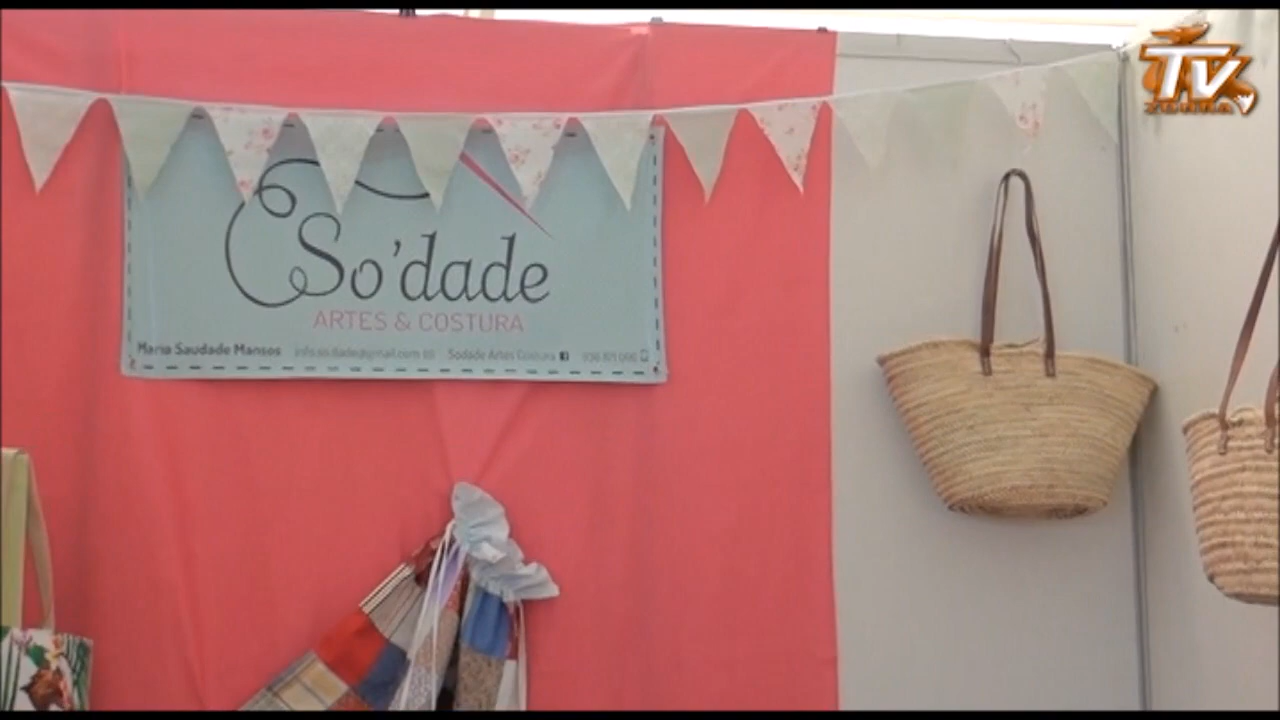 TV
So'dade
ARTES & COSTURA
Maria Saudade Mansos Sodade Artes Costura